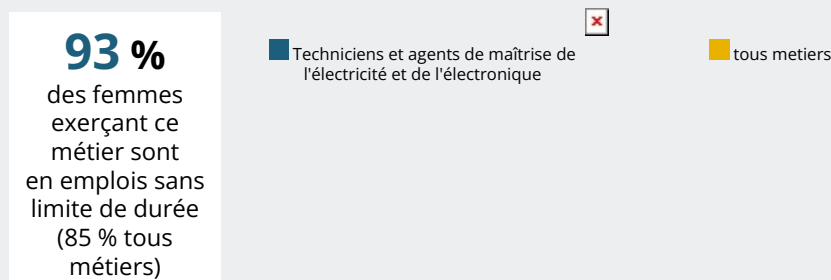 93 %
des femmes
exerçant ce
métier sont
en emplois sans
limite de durée
(85 % tous
métiers)
Techniciens et agents de maîtrise de
l'électricité et de l'électronique
tous metiers